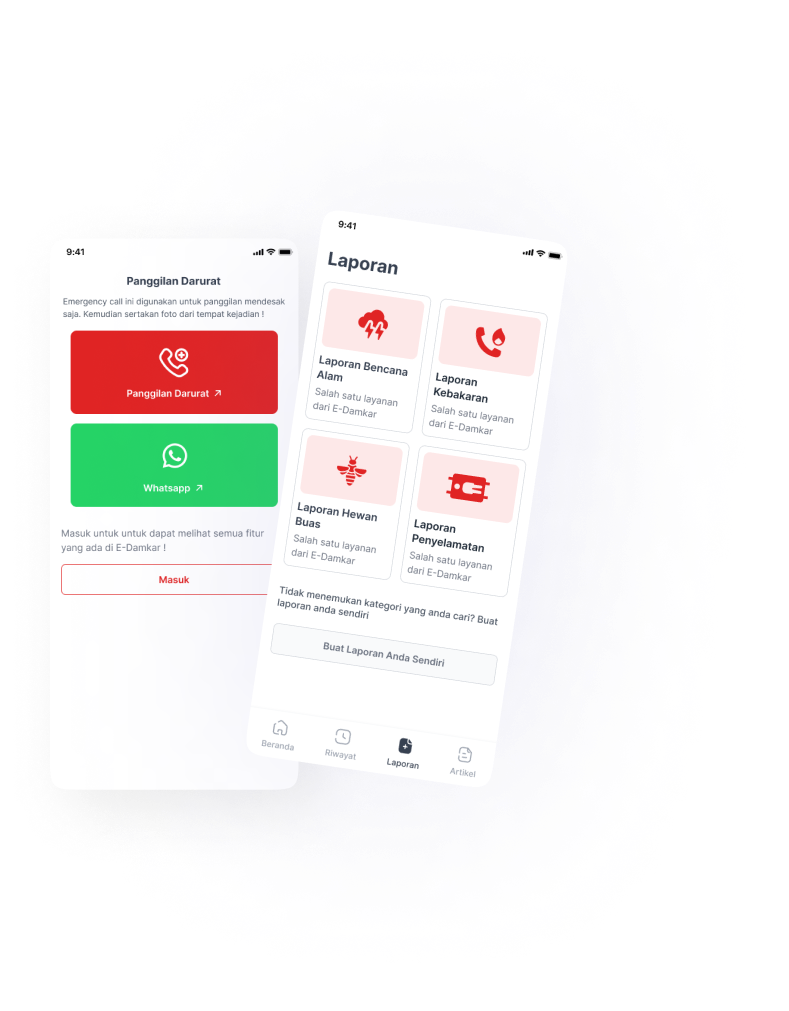 9:41
Panggilan Darurat
Emergency call ini digunakan untuk panggilan mendesak
saja. Kemudian sertakan foto dari tempat kejadian !
Panggilan Darurat
Whatsapp
Masuk untuk untuk dapat melihat semua fitur
yang ada di E-Damkar !
Masuk
9:41
Laporan
Laporan Bencana
Alam
Salah satu layanan
dari E-Damkar
Laporan
Kebakaran
Salah satu layanan
dari E-Damkar
Laporan Hewan
Buas
Salah satu layanan
dari E-Damkar
Laporan
Penyelamatan
Salah satu layanan
dari E-Damkar
Tidak menemukan kategori yang anda cari? Buat
laporan anda sendiri
Buat Laporan Anda Sendiri
Beranda
Riwayat
Laporan
Artikel